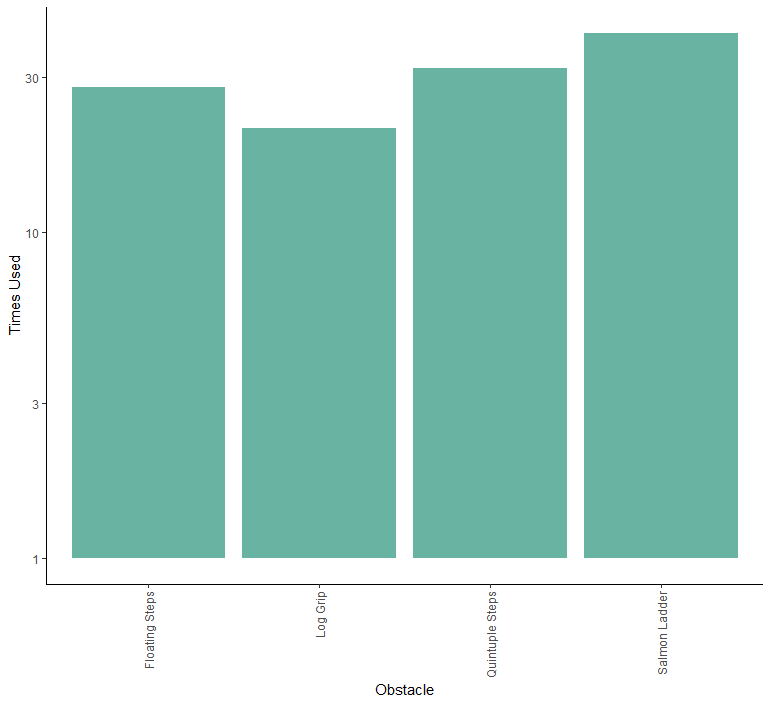 Times Used
30
10
3
1
Floating Steps
Log Grip
Quintuple Steps
Salmon Ladder
Obstacle